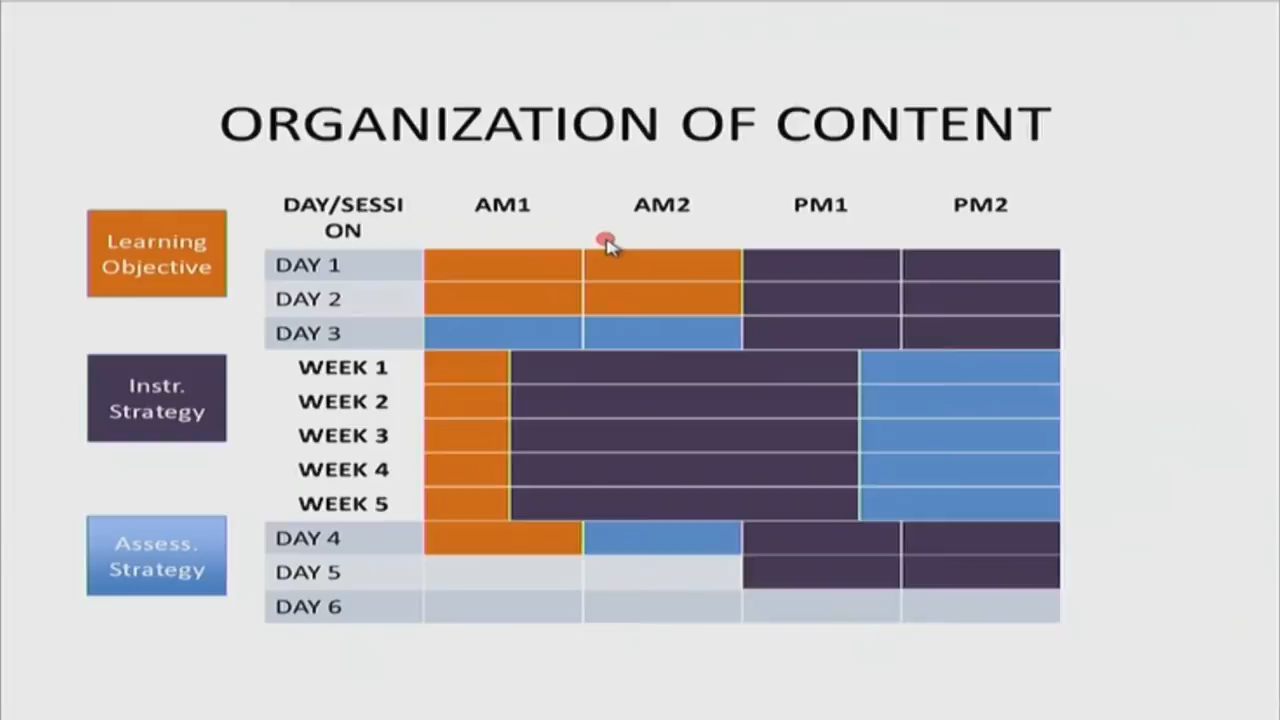 ORGANIZATION OF CONTENT
DAY/SESSI
ON
AM1
AM2
PM1
PM2
Learning
Objective
Instr.
Strategy
Assess.
Strategy
DAY 1
DAY 2
DAY 3
WEEK 1
WEEK 2
WEEK 3
WEEK 4
WEEK 5
DAY 4
DAY 5
DAY 6